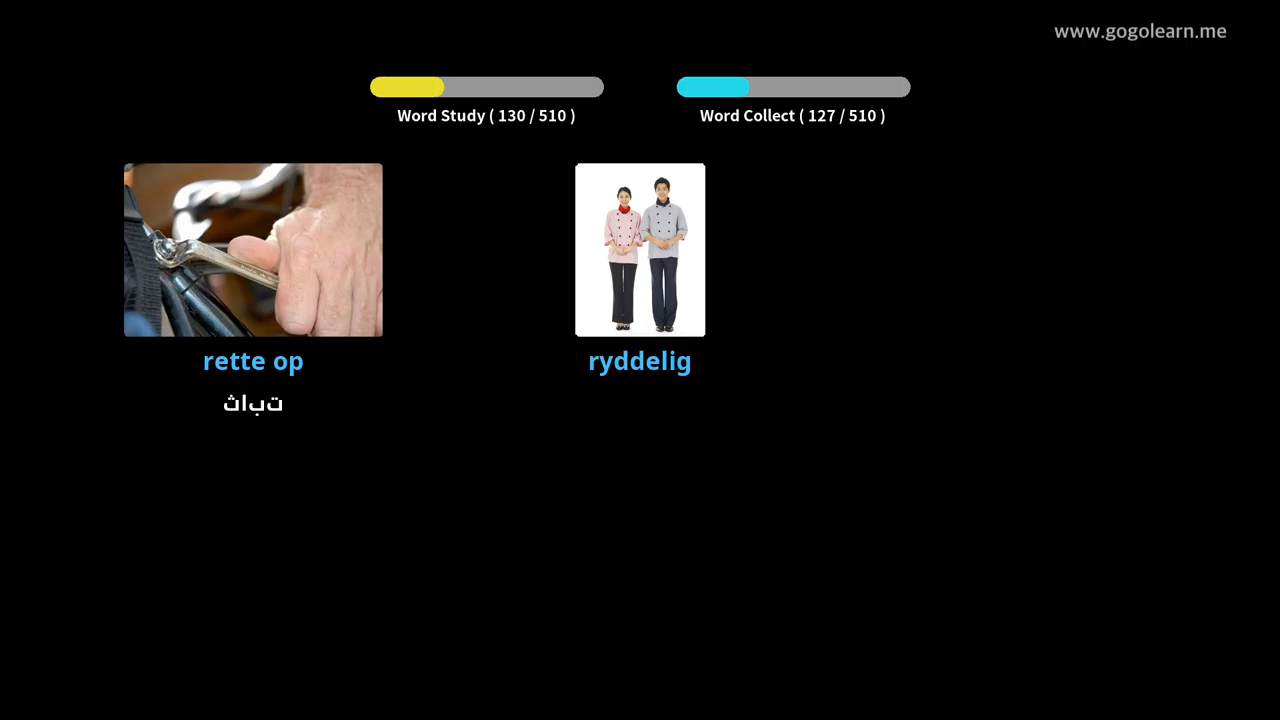 www.gogolearn.me
Word Study ( 130 / 510 )
Word Collect ( 127 / 510 )
rette op
ryddelig
تباث